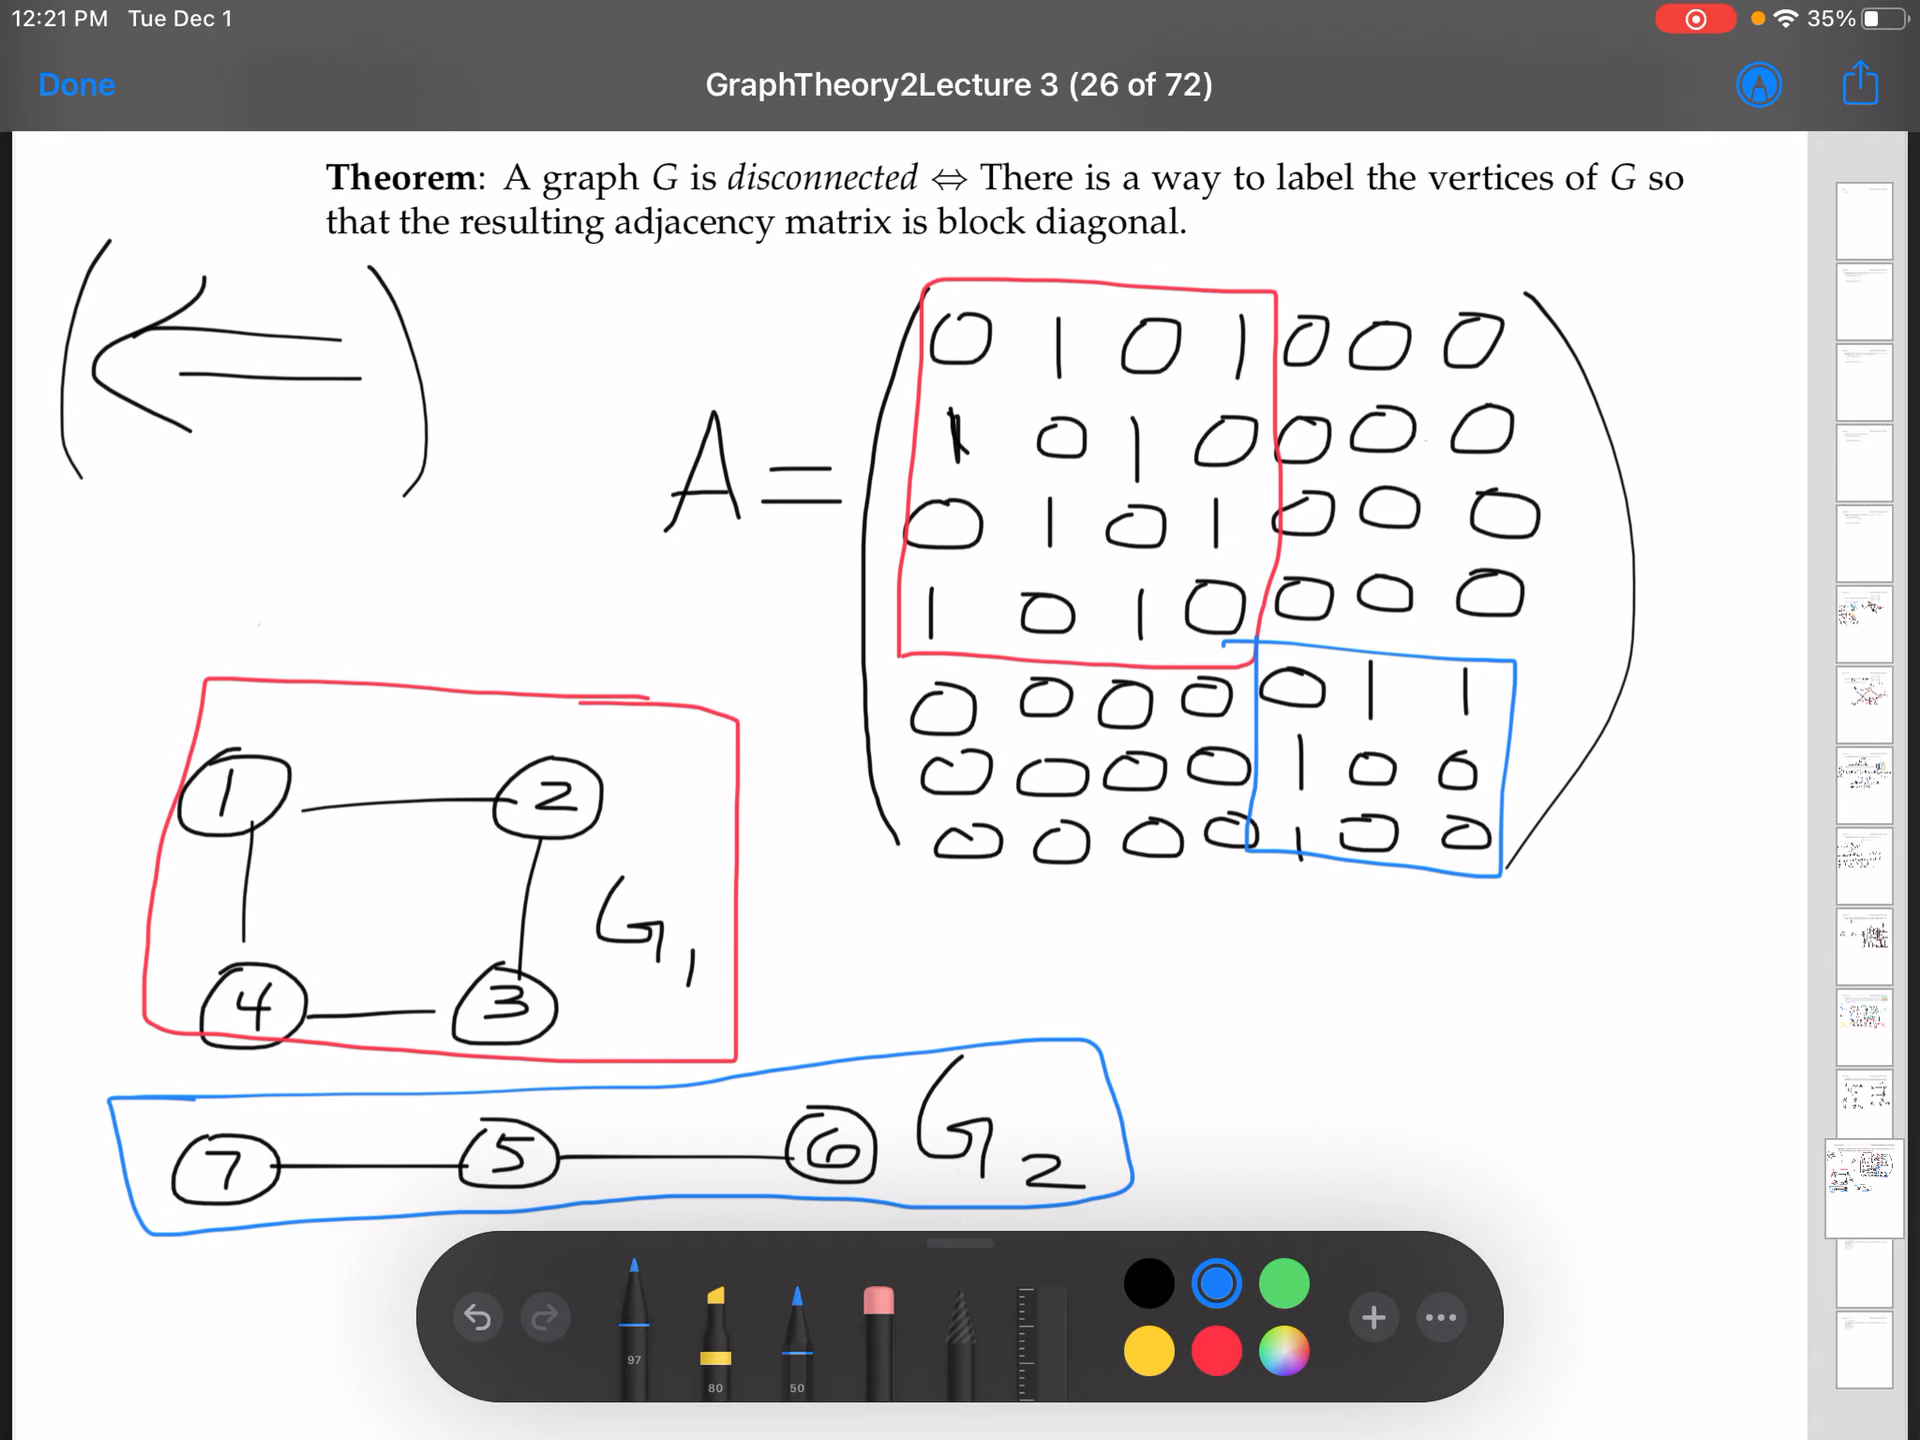 12:21 PM Tue Dec 1
35%
Done
GraphTheory2Lecture 3 (26 of 72)
Theorem: A graph G is disconnected ⇔ There is a way to label the vertices of G so
that the resulting adjacency matrix is block diagonal.
(⇐)
A =
0 1 0 1 0 0 0
1 0 1 0 0 0 0
0 1 0 1 0 0 0
1 0 1 0 0 0 0
0 0 0 0 0 1 1
0 0 0 0 1 0 0
0 0 0 0 1 0 0
1 2
G1
4 3
7 5 6 G2
97 80 50